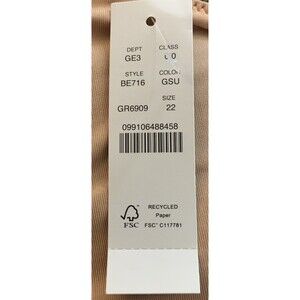 DEPT CLASS
GE3
STYLE COLOR
BE716 GSU
SIZE
GR6909 22
099106488458
RECYCLED
Paper
FSC
FSC® C117781